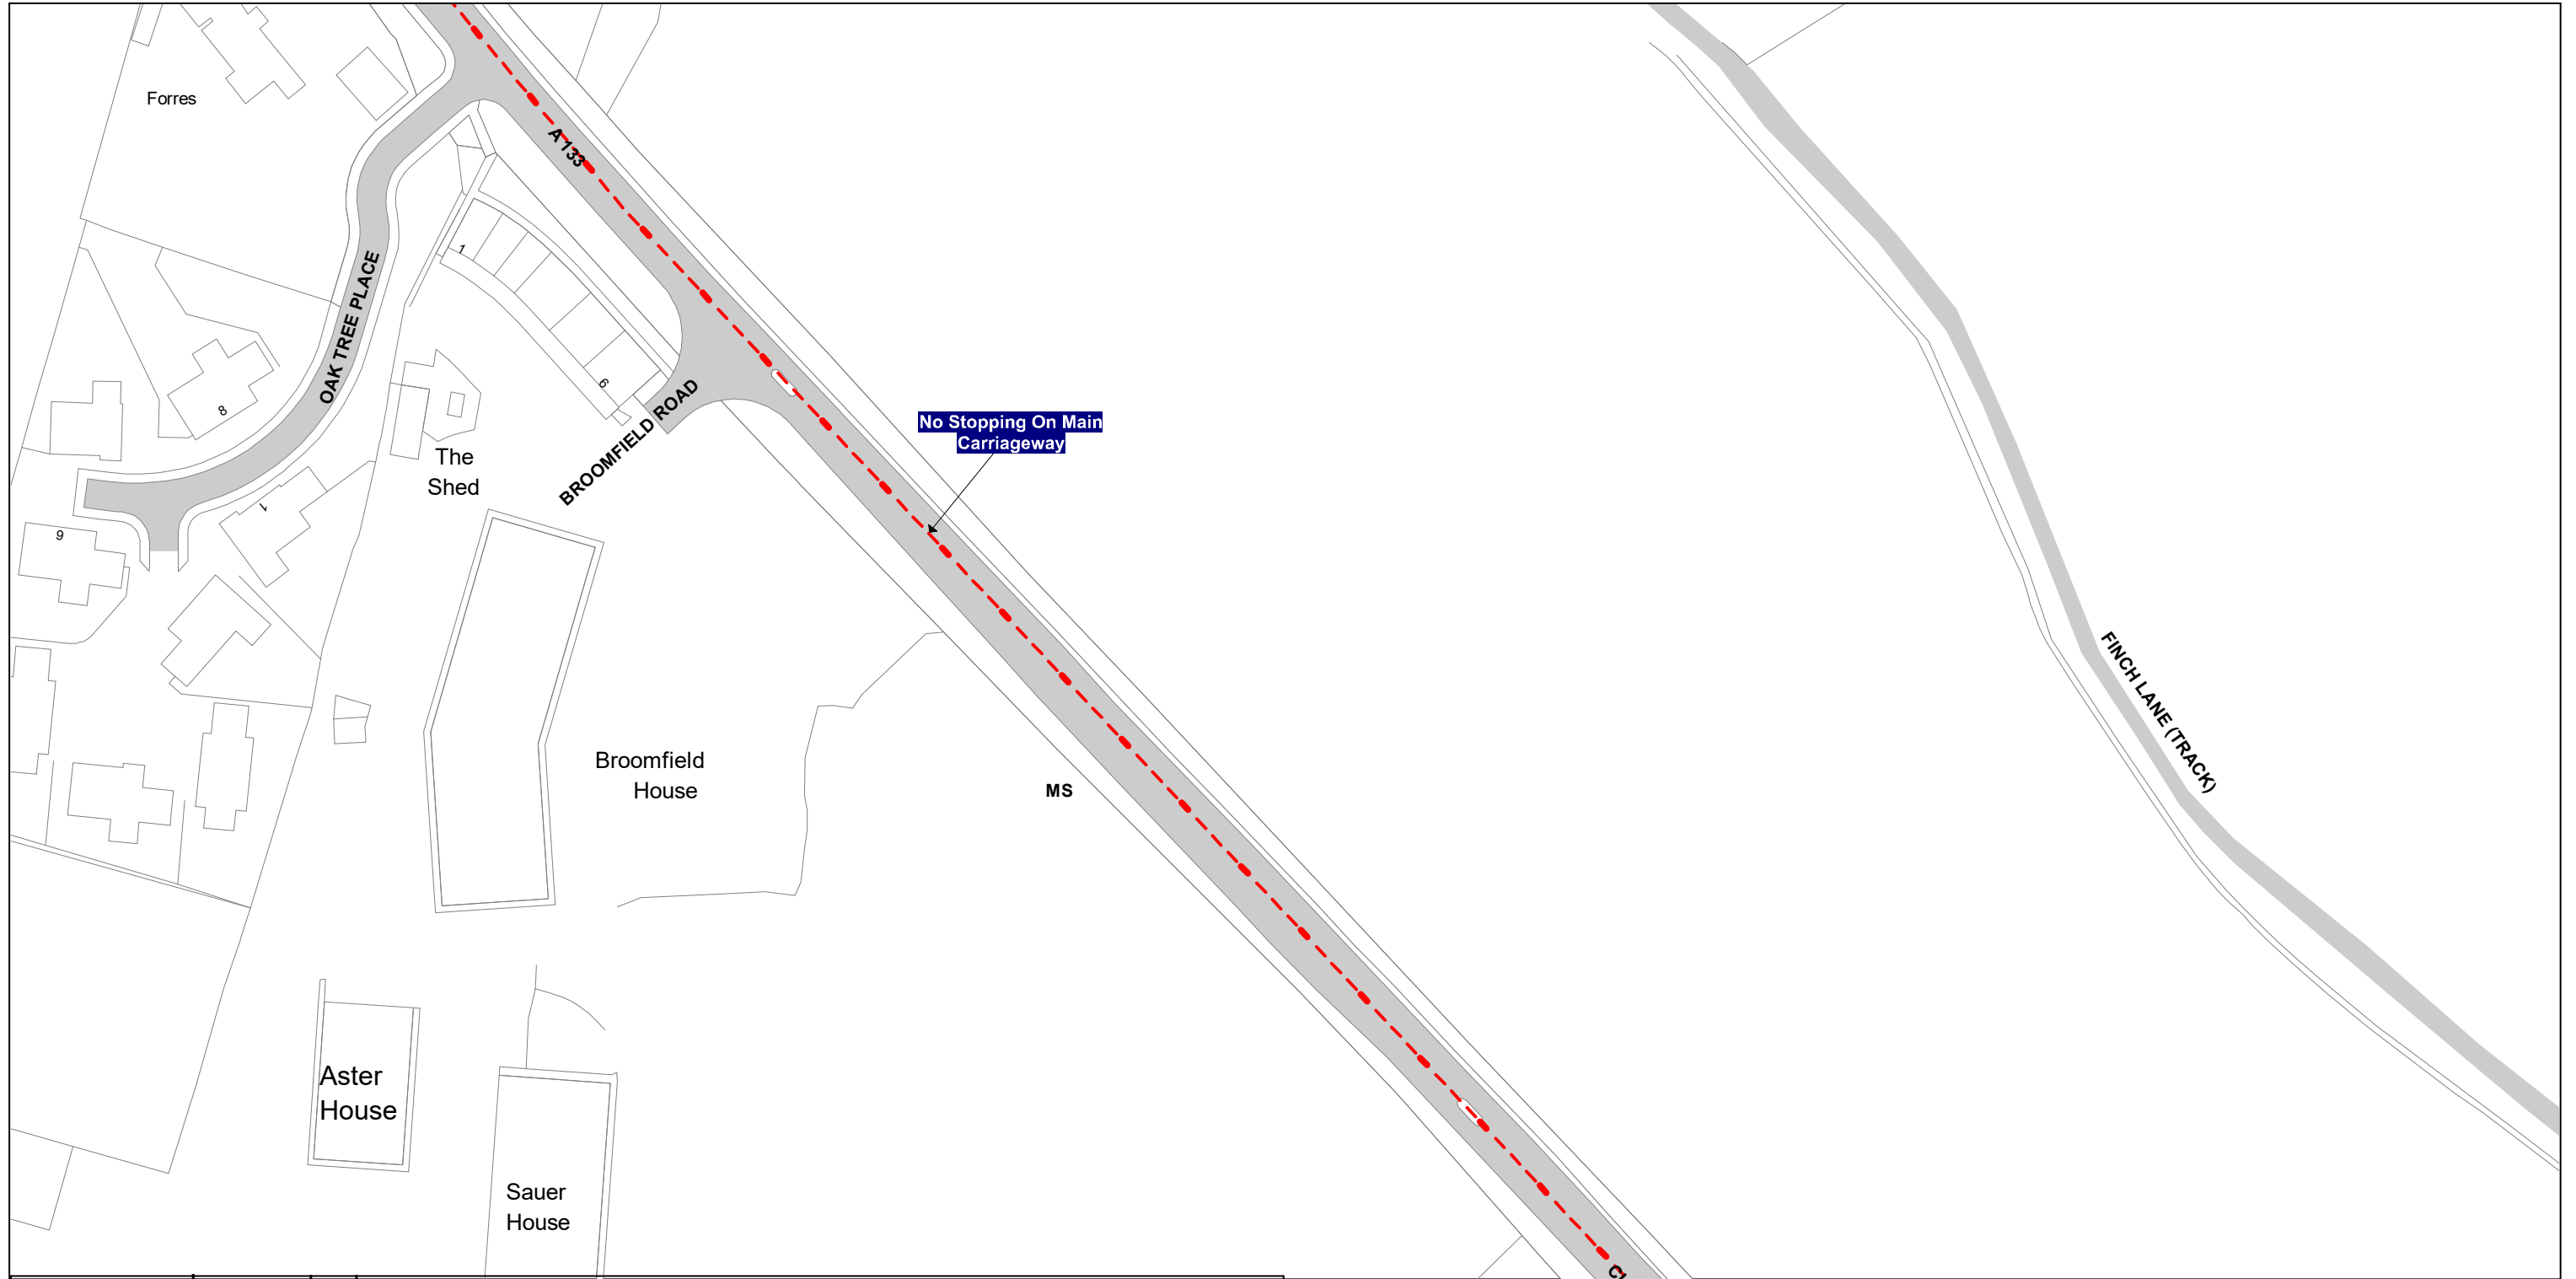 Forres
A 133
1
OAK TREE PLACE
6
8
BROOMFIELD ROAD
No Stopping On Main
Carriageway
The
Shed
1
9
FINCH LANE (TRACK)
Broomfield
House
MS
Aster
House
Sauer
House